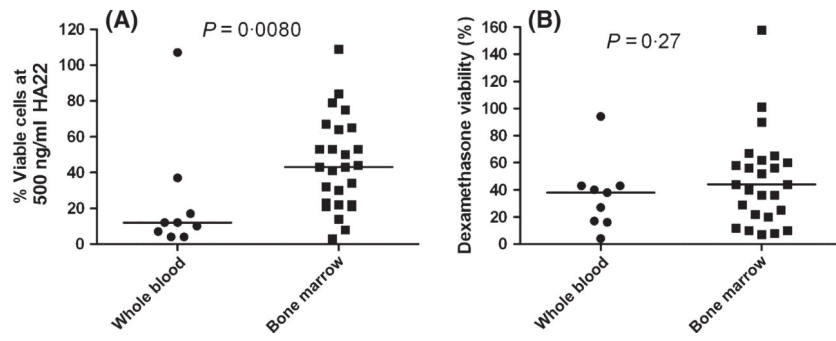 (A)
P = 0·0080
% Viable cells at
500 ng/ml HA22
120
100
80
60
40
20
0
Whole blood
Bone marrow
(B)
P = 0·27
Dexamethasone viability (%)
160
140
120
100
80
60
40
20
0
Whole blood
Bone marrow